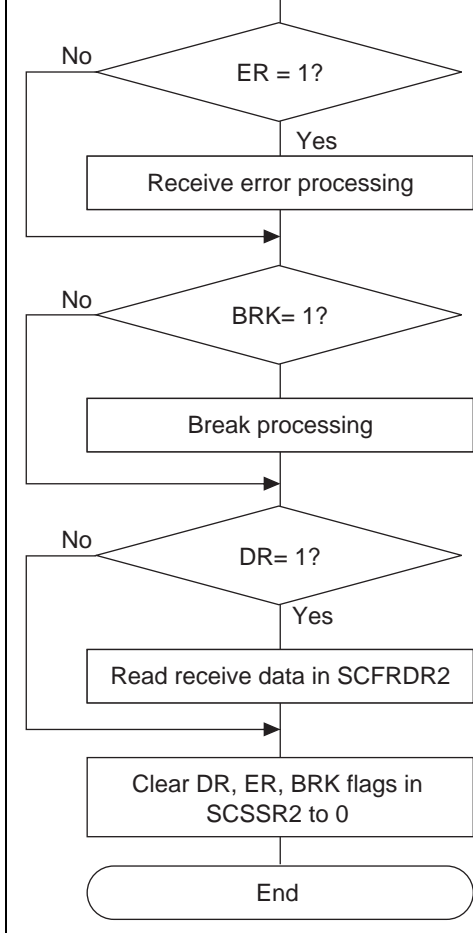 No
ER = 1?
Yes
Receive error processing
No
BRK= 1?
Break processing
No
DR= 1?
Yes
Read receive data in SCFRDR2
Clear DR, ER, BRK flags in
SCSSR2 to 0
End